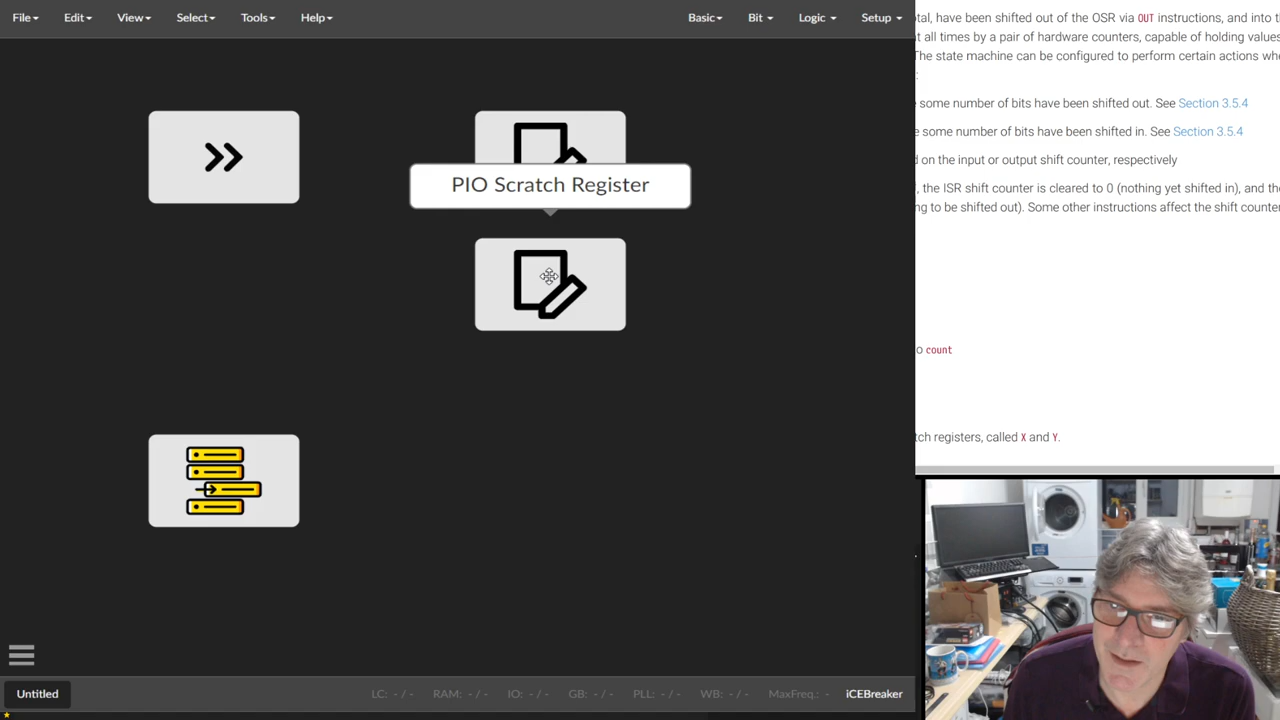 File Edit View Select Tools Help Basic Bit Logic Setup
PIO Scratch Register
Untitled LC: - / - RAM: - / - IO: - / - GB: - / - PLL: - / - WB: - / - MaxFreq.: - iCEBreaker
have been shifted out of the OSR via OUT instructions, and into
at all times by a pair of hardware counters, capable of holding values
The state machine can be configured to perform certain actions
:
some number of bits have been shifted out. See Section 3.5.4
some number of bits have been shifted in. See Section 3.5.4
on the input or output shift counter, respectively
, the ISR shift counter is cleared to 0 (nothing yet shifted in), and
to be shifted out). Some other instructions affect the shift counter
count
registers, called X and Y.